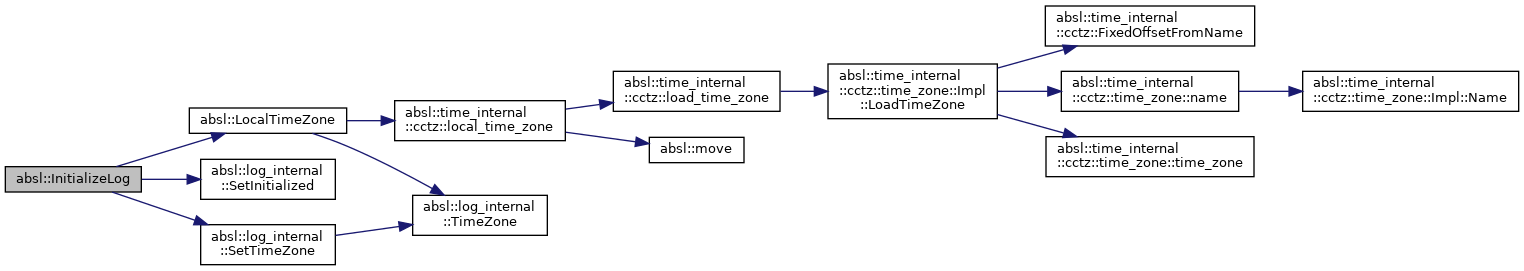 absl::InitializeLog
absl::LocalTimeZone
absl::log_internal
::SetInitialized
absl::log_internal
::SetTimeZone
absl::time_internal
::cctz::local_time_zone
absl::log_internal
::TimeZone
absl::time_internal
::cctz::load_time_zone
absl::move
absl::time_internal
::cctz::time_zone::Impl
::LoadTimeZone
absl::time_internal
::cctz::FixedOffsetFromName
absl::time_internal
::cctz::time_zone::name
absl::time_internal
::cctz::time_zone::time_zone
absl::time_internal
::cctz::time_zone::Impl::Name